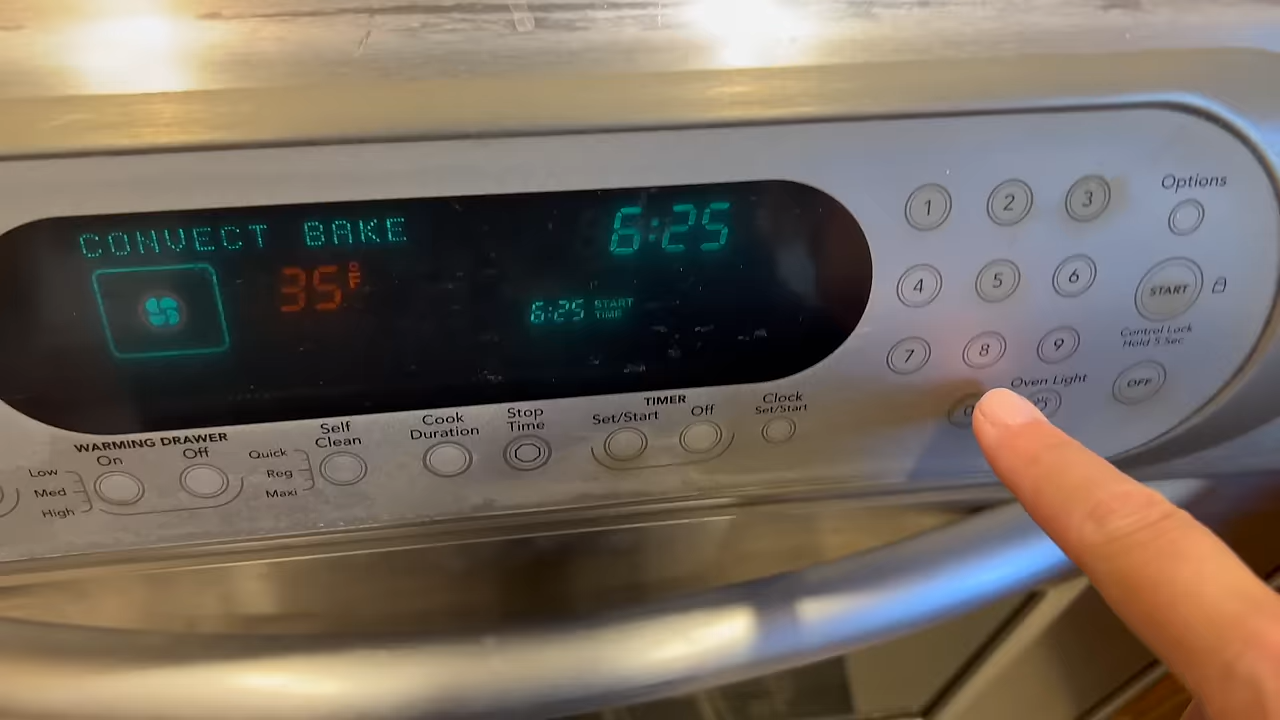 CONVECT BAKE
6:25
35°F
6:25 START TIME
1 2 3
Options
4 5 6
START
Control Lock
Hold 5 Sec
7 8 9
OFF
Oven Light
0
WARMING DRAWER
On Off
Low
Med
High
Quick
Reg
Maxi
Self
Clean
Cook
Duration
Stop
Time
TIMER
Set/Start Off
Clock
Set/Start